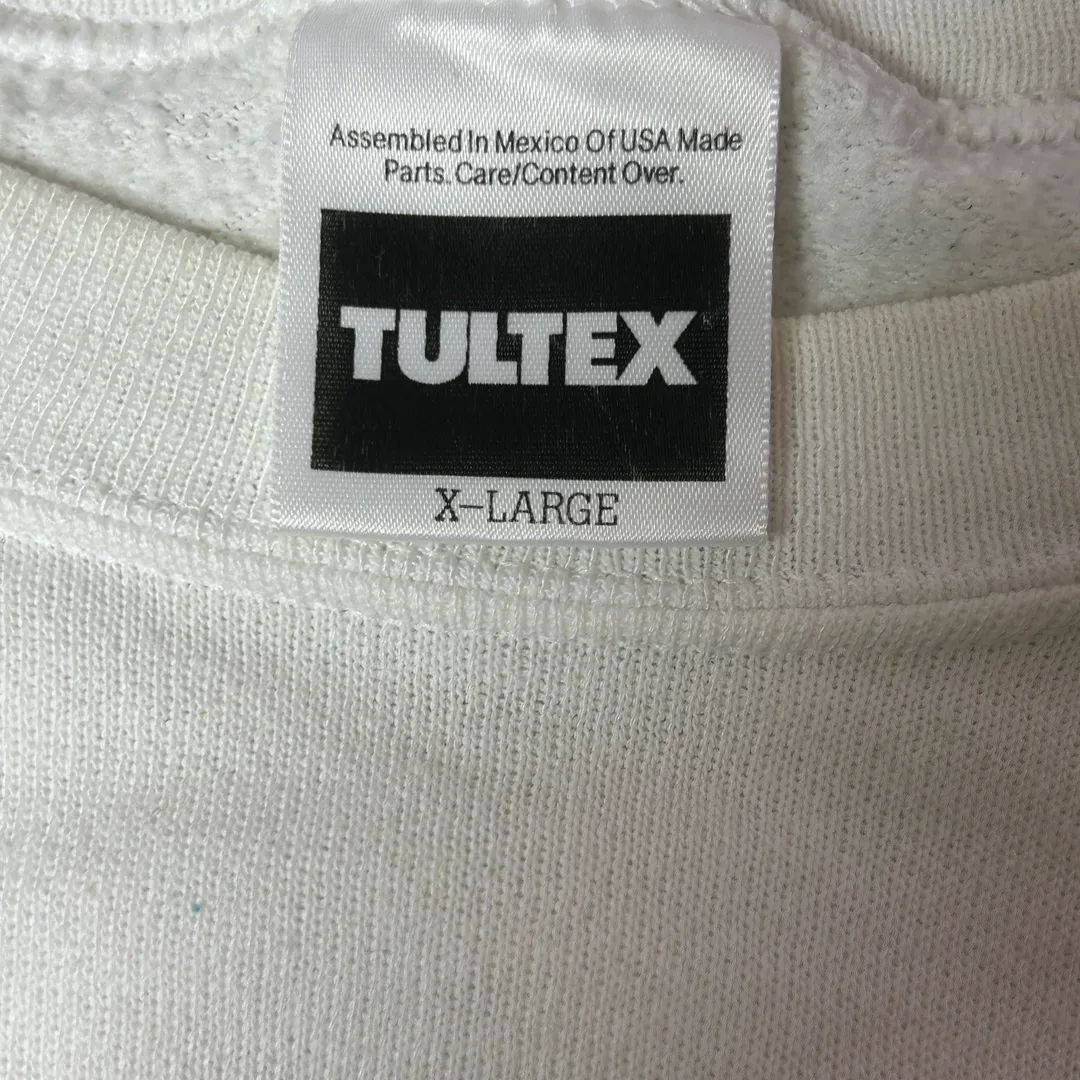 Assembled In Mexico Of USA Made
Parts. Care/Content Over.
TULTEX
X-LARGE